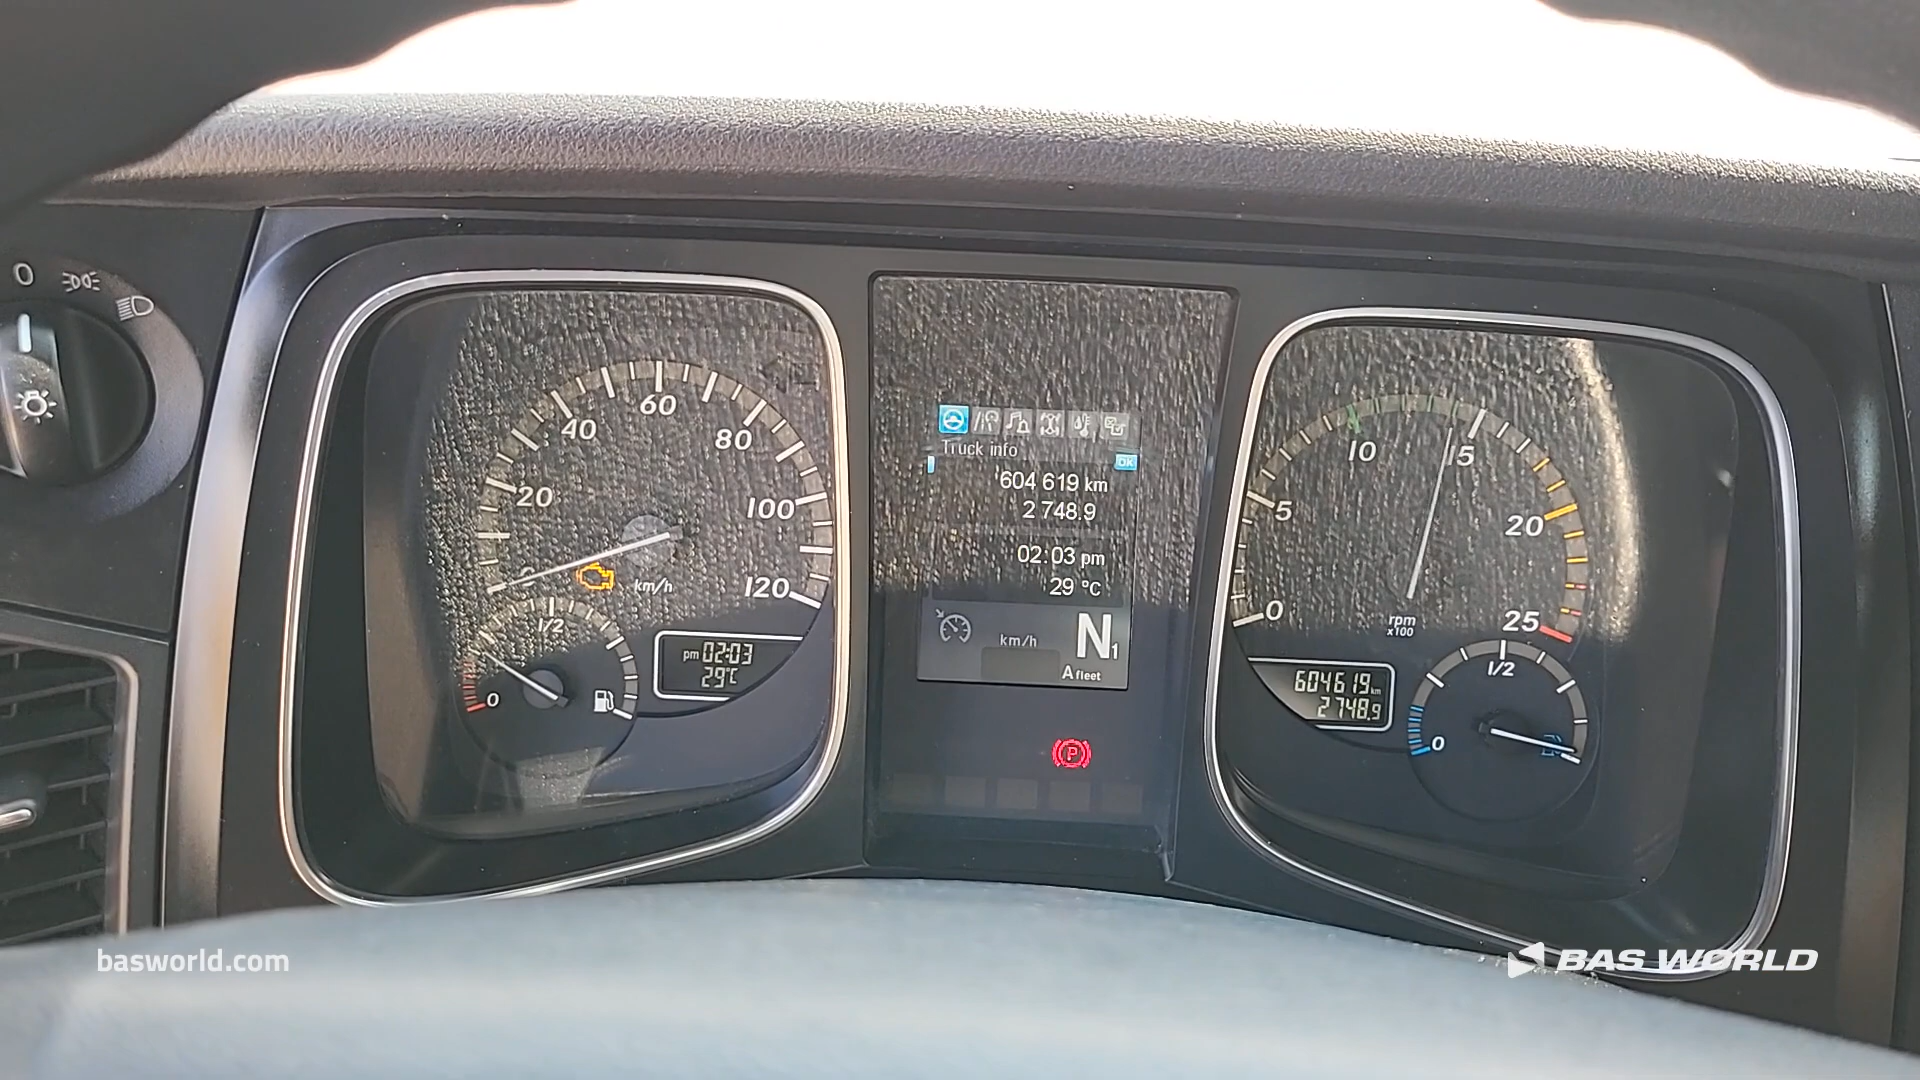 0
20
40
60
80
100
120
km/h
0
1/2
pm 02:03
29°C
Truck info
OK
604 619 km
2 748.9
02:03 pm
29 °C
km/h
N1
A fleet
P
0
5
10
15
20
25
rpm
x100
604619 km
2748.9
0
1/2
basworld.com
BAS WORLD